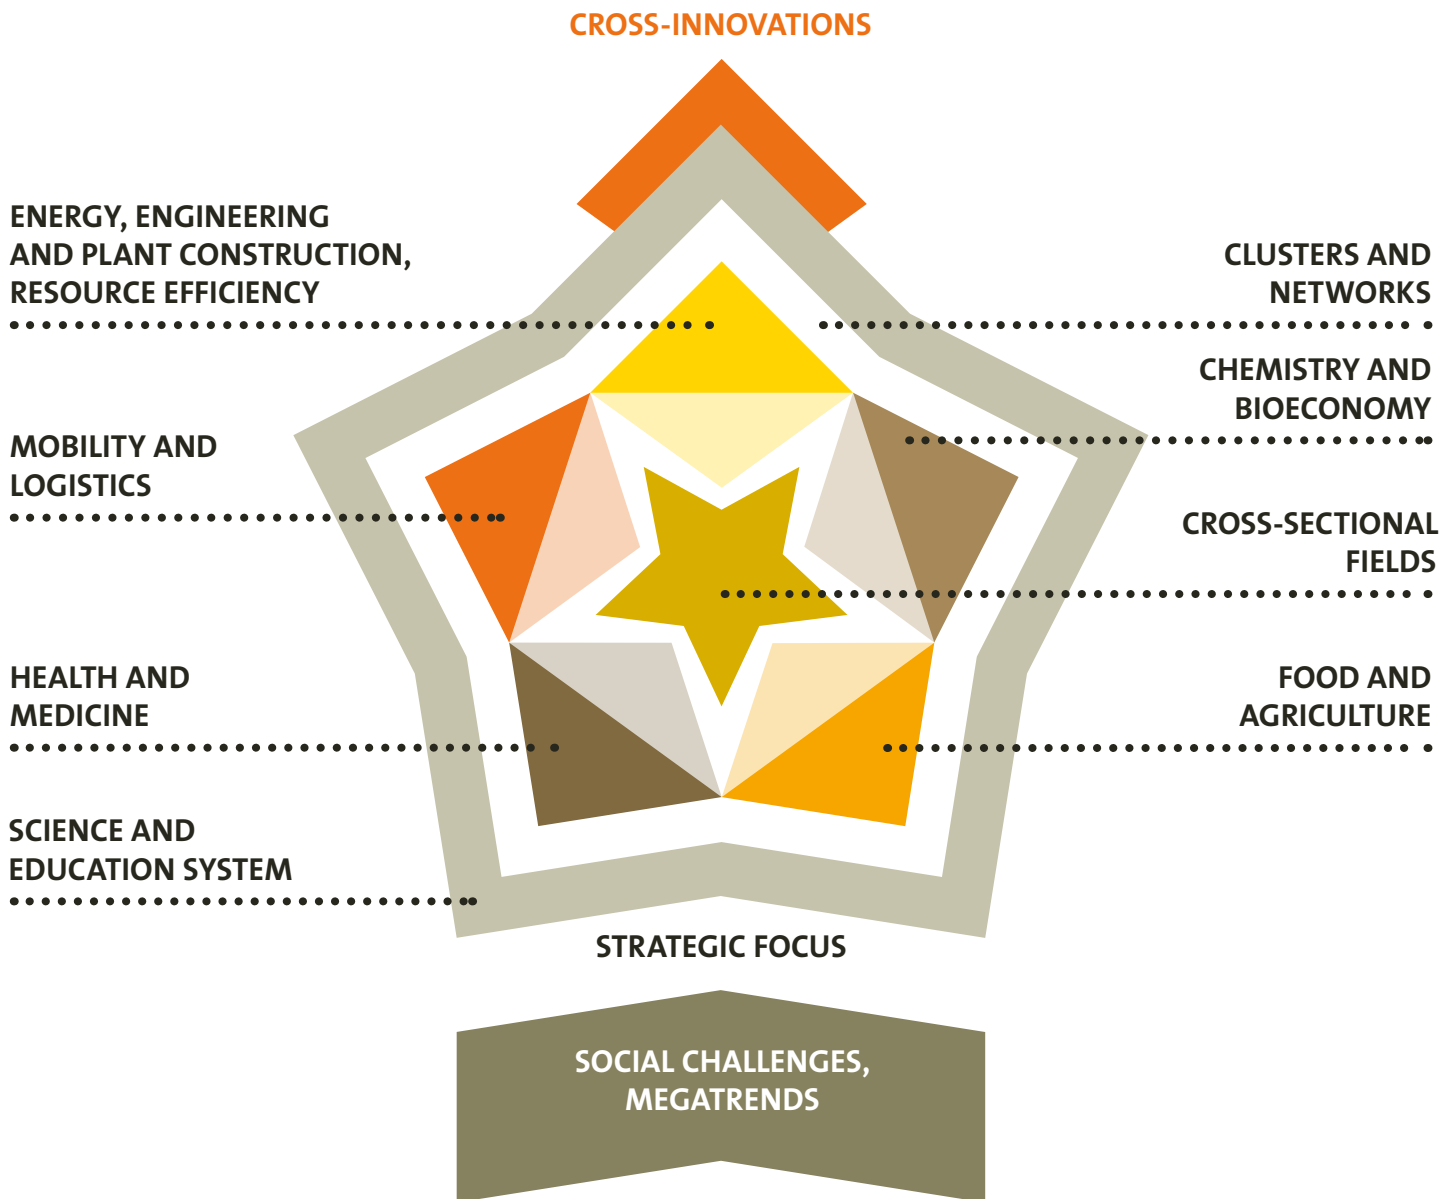 CROSS-INNOVATIONS
ENERGY, ENGINEERING
AND PLANT CONSTRUCTION,
RESOURCE EFFICIENCY
CLUSTERS AND
NETWORKS
CHEMISTRY AND
BIOECONOMY
MOBILITY AND
LOGISTICS
CROSS-SECTIONAL
FIELDS
HEALTH AND
MEDICINE
FOOD AND
AGRICULTURE
SCIENCE AND
EDUCATION SYSTEM
STRATEGIC FOCUS
SOCIAL CHALLENGES,
MEGATRENDS